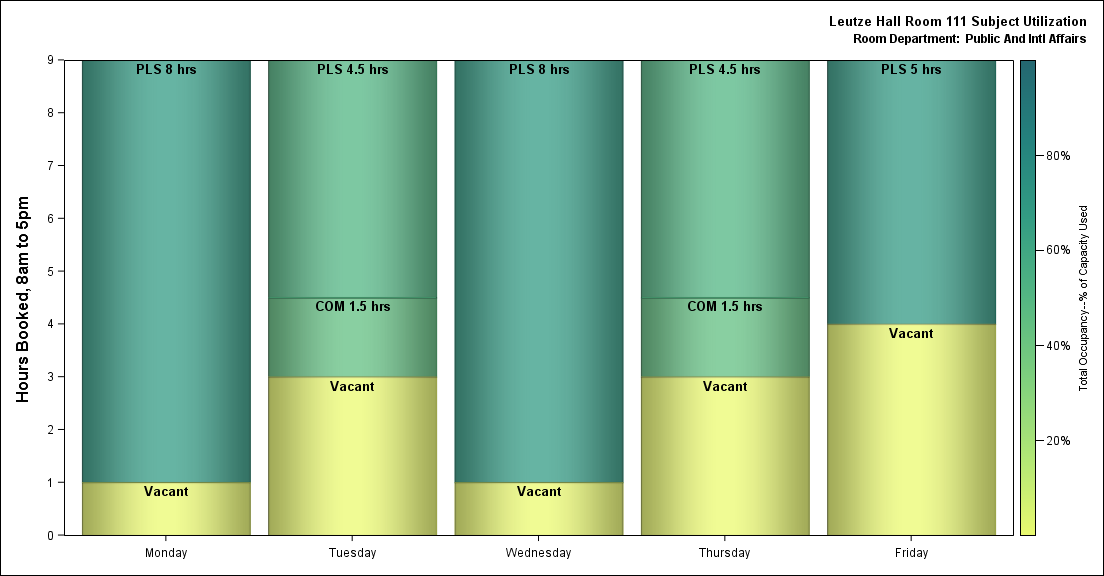 Leutze Hall Room 111 Subject Utilization
Room Department: Public And Intl Affairs
Hours Booked, 8am to 5pm
9
8
7
6
5
4
3
2
1
0
PLS 8 hrs
Vacant
PLS 4.5 hrs
COM 1.5 hrs
Vacant
PLS 8 hrs
Vacant
PLS 4.5 hrs
COM 1.5 hrs
Vacant
PLS 5 hrs
Vacant
Monday
Tuesday
Wednesday
Thursday
Friday
80%
60%
40%
20%
Total Occupancy--% of Capacity Used